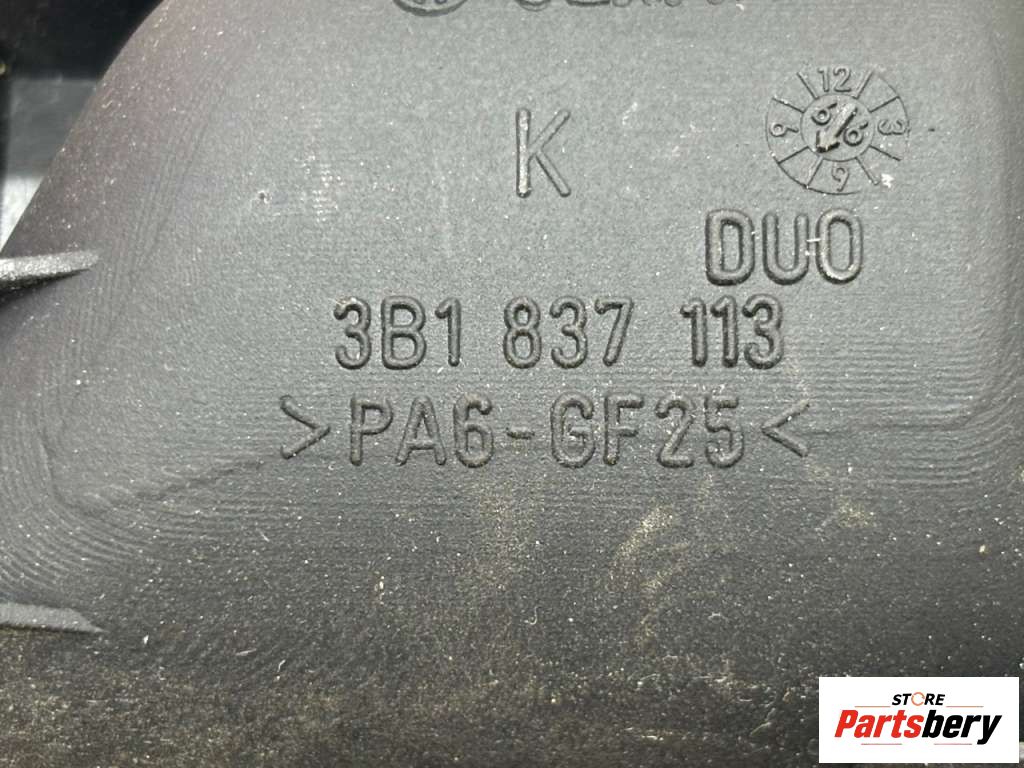 K
12
9 3
6
DUO
3B1 837 113
>PA6-GF25<
STORE
Partsbery